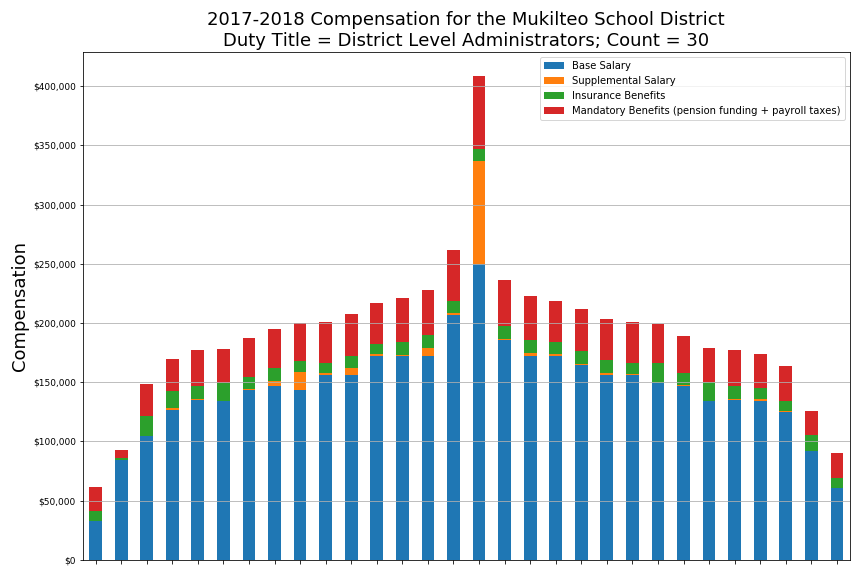 2017-2018 Compensation for the Mukilteo School District
Duty Title = District Level Administrators; Count = 30
Base Salary
Supplemental Salary
Insurance Benefits
Mandatory Benefits (pension funding + payroll taxes)
Compensation
$400,000
$350,000
$300,000
$250,000
$200,000
$150,000
$100,000
$50,000
$0